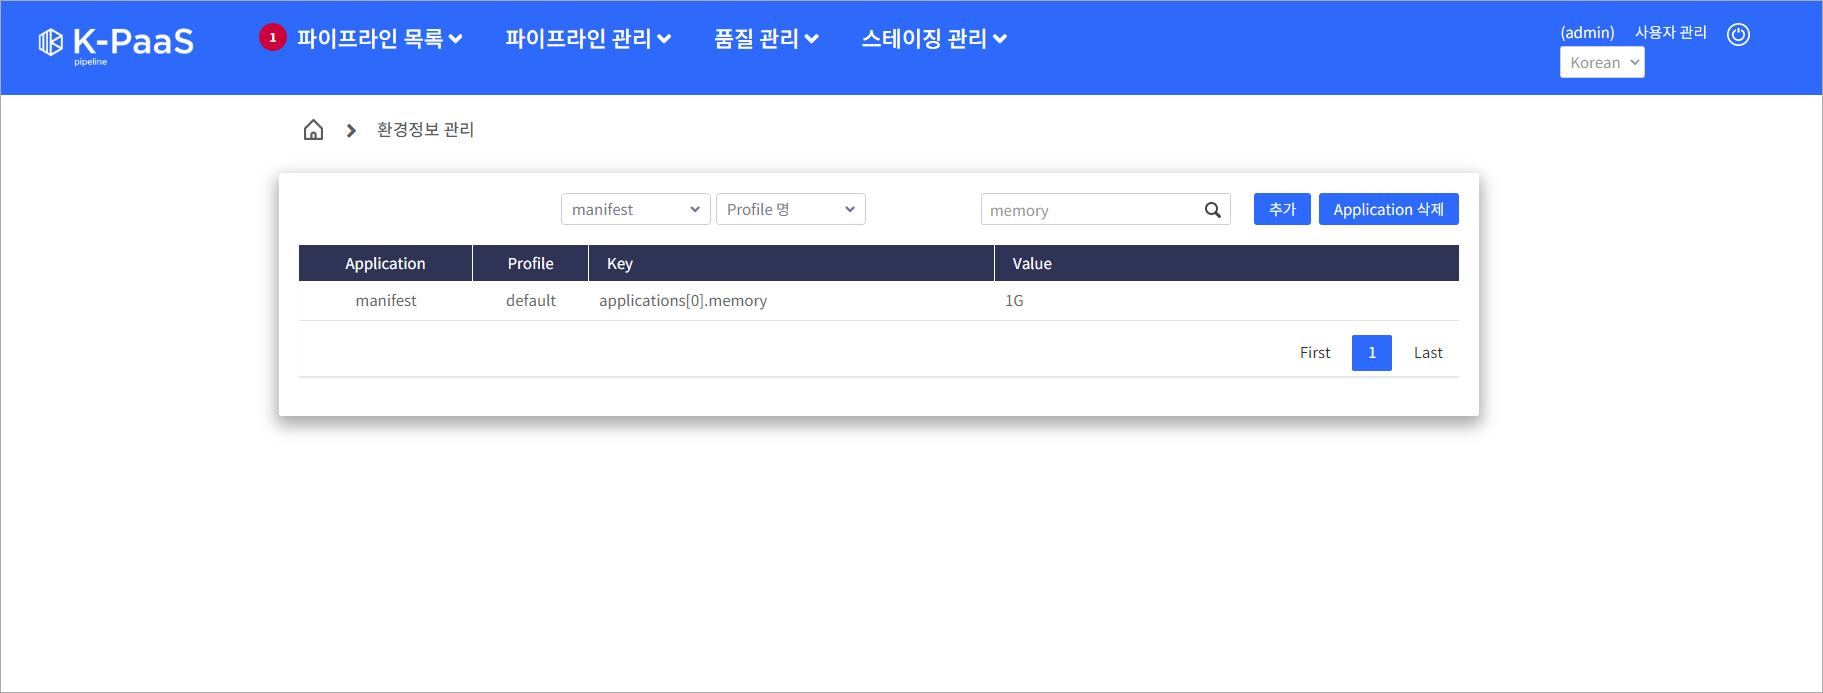 K-PaaS
pipeline
1 파이프라인 목록 파이프라인 관리 품질 관리 스테이징 관리
(admin) 사용자 관리
Korean
환경정보 관리
manifest Profile 명 memory 추가 Application 삭제
Application Profile Key Value
manifest default applications[0].memory 1G
First 1 Last